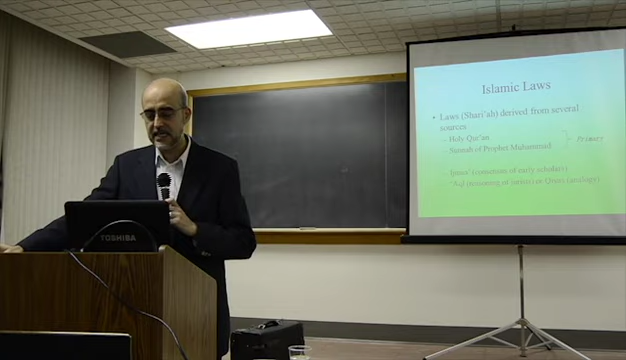 Islamic Laws
• Laws (Shari'ah) derived from several
sources
– Holy Qur'an
– Sunnah of Prophet Muhammad
Primary
– Ijmaa' (consensus of early scholars)
– 'Aql (reasoning of jurists) or Qiyas (analogy)
TOSHIBA